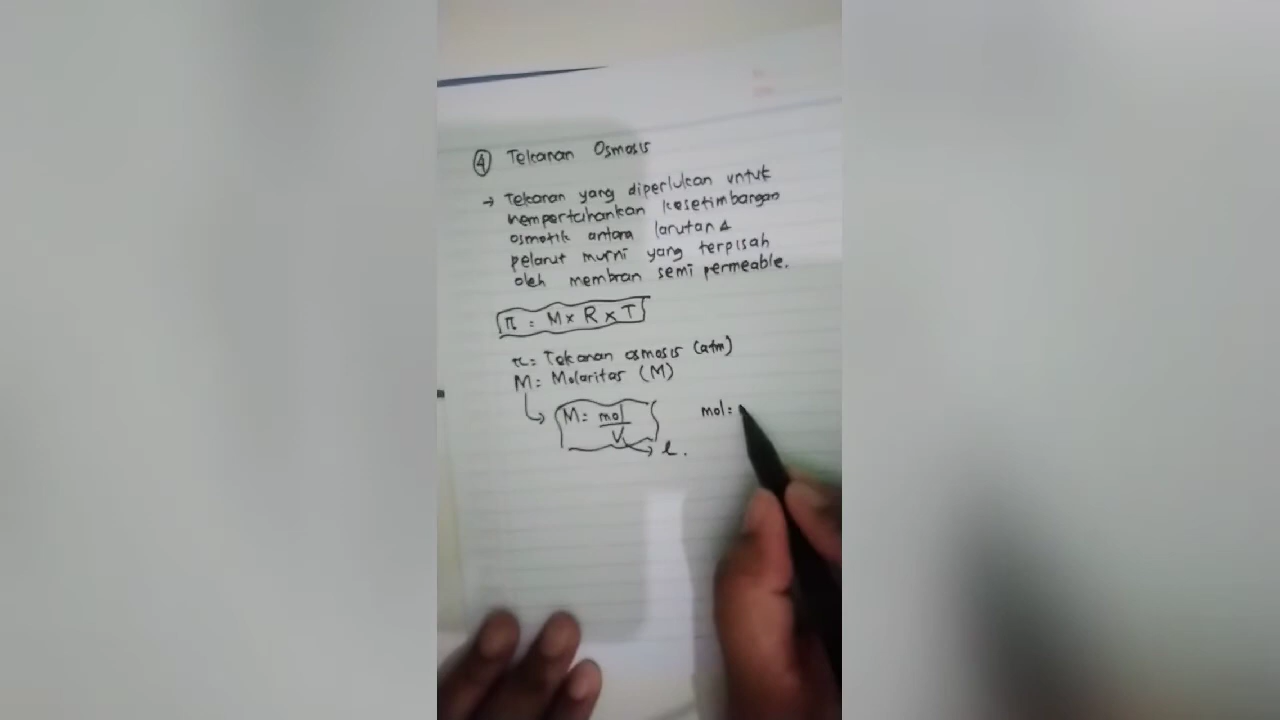 ④ Tekanan Osmosis
→ Tekanan yang diperlukan untuk
mempertahankan kesetimbangan
osmotik antara larutan &
pelarut murni yang terpisah
oleh membran semi permeable.
π = M x R x T
π = Tekanan osmosis (atm)
M = Molaritas (M)
M = mol / V → L.
mol =